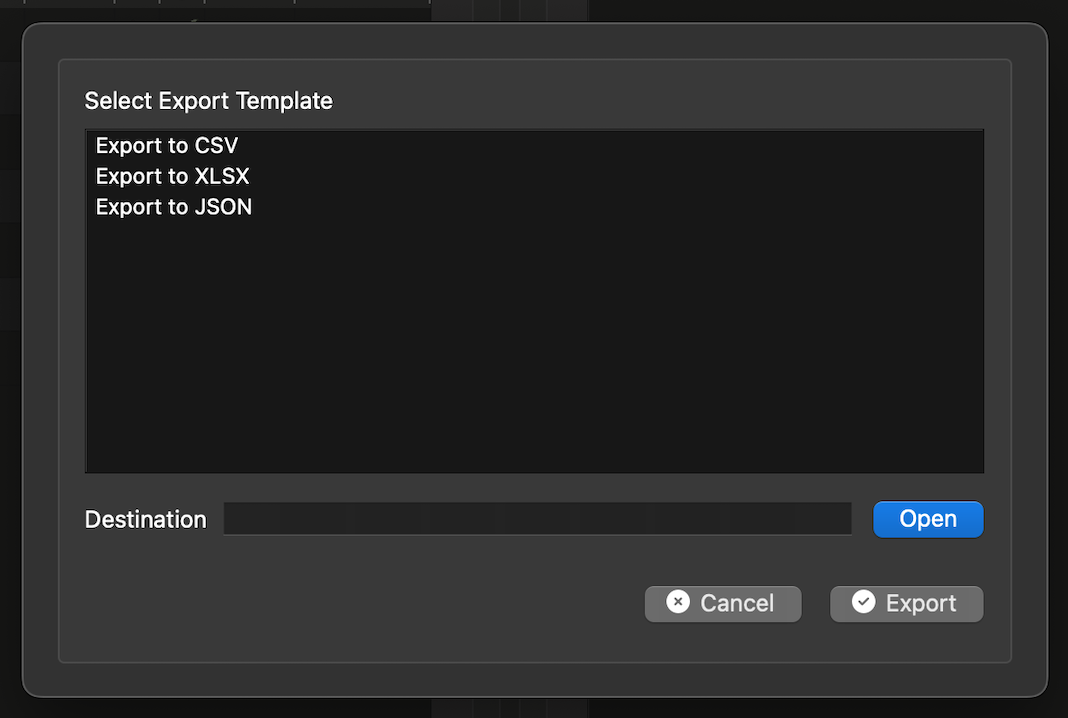 Select Export Template
Export to CSV
Export to XLSX
Export to JSON
Destination
Open
Cancel
Export